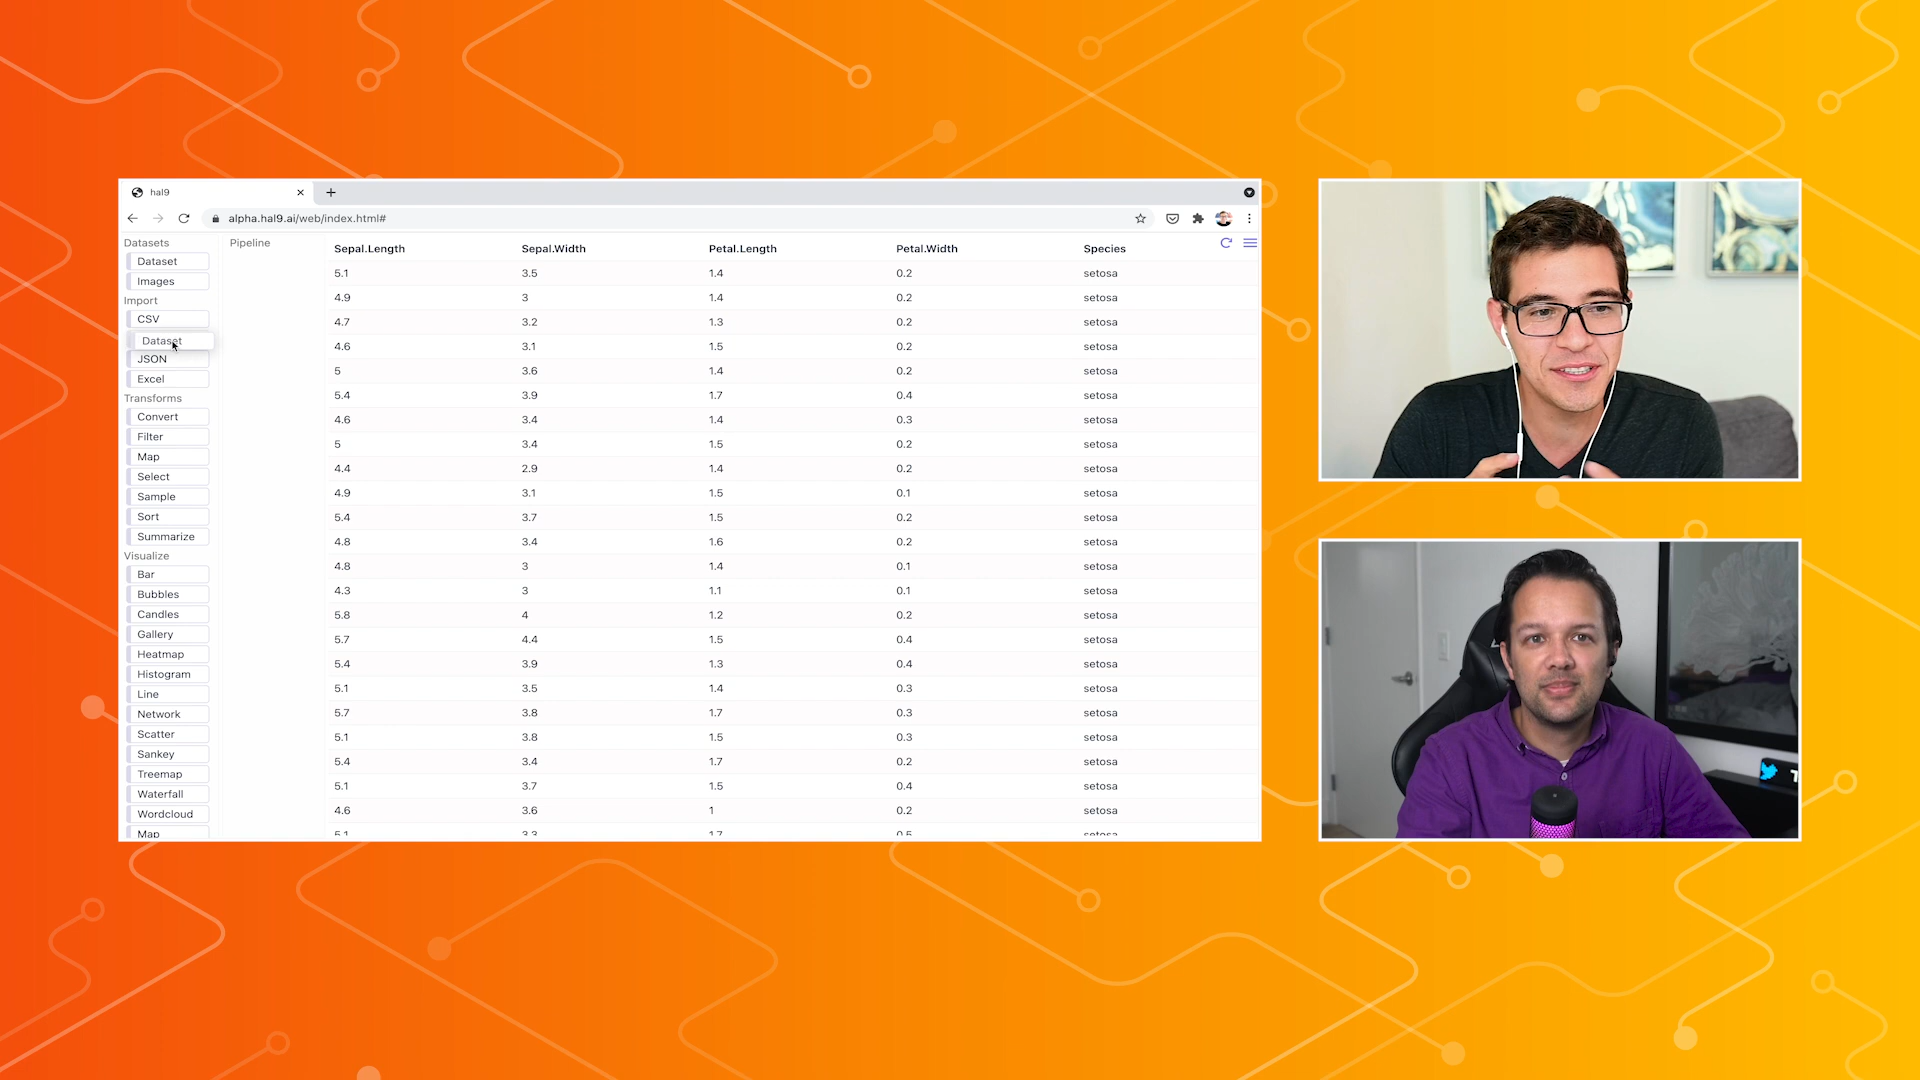 hal9
alpha.hal9.ai/web/index.html#
Datasets
Dataset
Images
Import
CSV
Dataset
JSON
Excel
Transforms
Convert
Filter
Map
Select
Sample
Sort
Summarize
Visualize
Bar
Bubbles
Candles
Gallery
Heatmap
Histogram
Line
Network
Scatter
Sankey
Treemap
Waterfall
Wordcloud
Map
Pipeline
Sepal.Length Sepal.Width Petal.Length Petal.Width Species
5.1 3.5 1.4 0.2 setosa
4.9 3 1.4 0.2 setosa
4.7 3.2 1.3 0.2 setosa
4.6 3.1 1.5 0.2 setosa
5 3.6 1.4 0.2 setosa
5.4 3.9 1.7 0.4 setosa
4.6 3.4 1.4 0.3 setosa
5 3.4 1.5 0.2 setosa
4.4 2.9 1.4 0.2 setosa
4.9 3.1 1.5 0.1 setosa
5.4 3.7 1.5 0.2 setosa
4.8 3.4 1.6 0.2 setosa
4.8 3 1.4 0.1 setosa
4.3 3 1.1 0.1 setosa
5.8 4 1.2 0.2 setosa
5.7 4.4 1.5 0.4 setosa
5.4 3.9 1.3 0.4 setosa
5.1 3.5 1.4 0.3 setosa
5.7 3.8 1.7 0.3 setosa
5.1 3.8 1.5 0.3 setosa
5.4 3.4 1.7 0.2 setosa
5.1 3.7 1.5 0.4 setosa
4.6 3.6 1 0.2 setosa
5.1 3.3 1.7 0.5 setosa